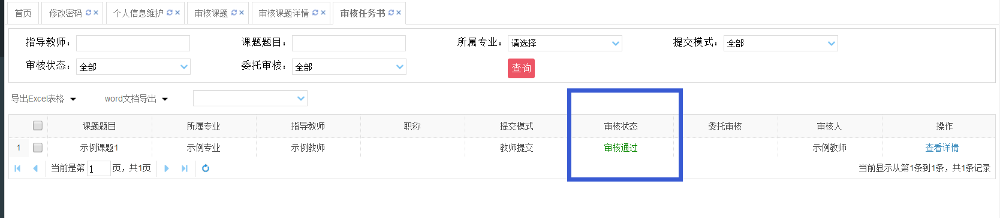 首页 修改密码 个人信息维护 审核课题 审核课题详情 审核任务书
指导教师： 课题题目： 所属专业： 请选择 提交模式： 全部
审核状态： 全部 委托审核： 全部 查询
导出Excel表格 word文档导出
课题题目 所属专业 指导教师 职称 提交模式 审核状态 委托审核 审核人 操作
1 示例课题1 示例专业 示例教师 教师提交 审核通过 示例教师 查看详情
当前是第 1 页，共1页 当前显示从第1条到1条，共1条记录